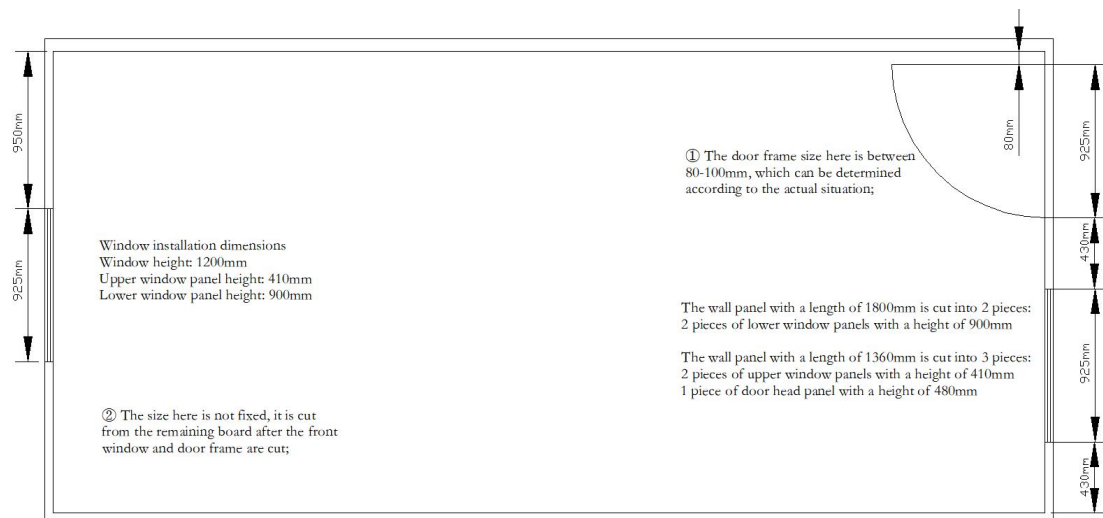 950mm
925mm
80mm
925mm
430mm
925mm
430mm
① The door frame size here is between
80-100mm, which can be determined
according to the actual situation;
Window installation dimensions
Window height: 1200mm
Upper window panel height: 410mm
Lower window panel height: 900mm
The wall panel with a length of 1800mm is cut into 2 pieces:
2 pieces of lower window panels with a height of 900mm
The wall panel with a length of 1360mm is cut into 3 pieces:
2 pieces of upper window panels with a height of 410mm
1 piece of door head panel with a height of 480mm
② The size here is not fixed, it is cut
from the remaining board after the front
window and door frame are cut;